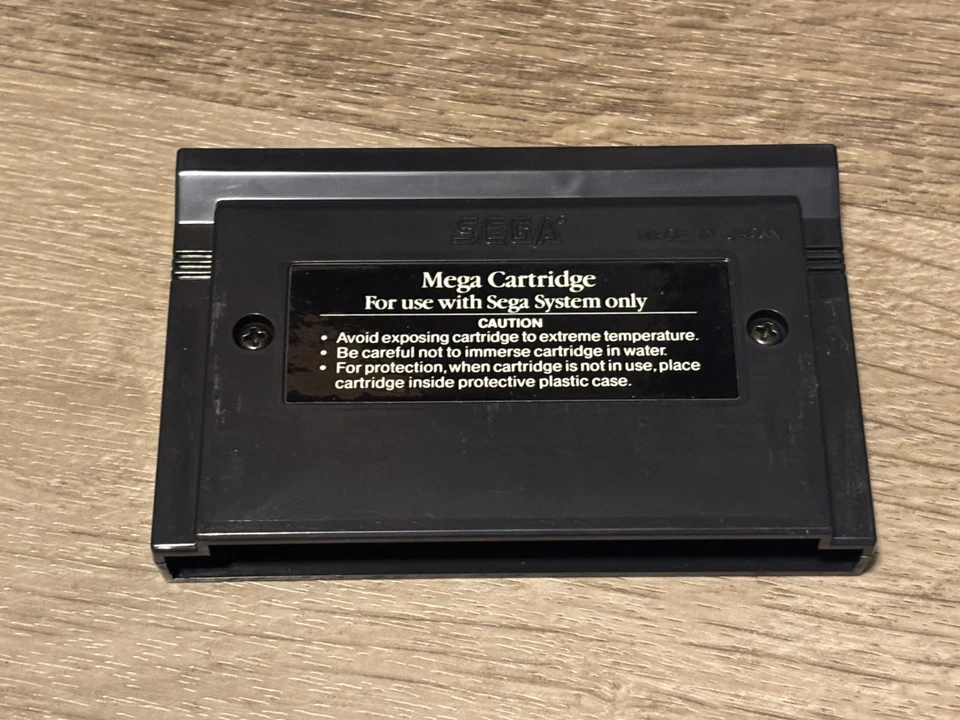 SEGA
MADE IN JAPAN
Mega Cartridge
For use with Sega System only
CAUTION
• Avoid exposing cartridge to extreme temperature.
• Be careful not to immerse cartridge in water.
• For protection, when cartridge is not in use, place
cartridge inside protective plastic case.